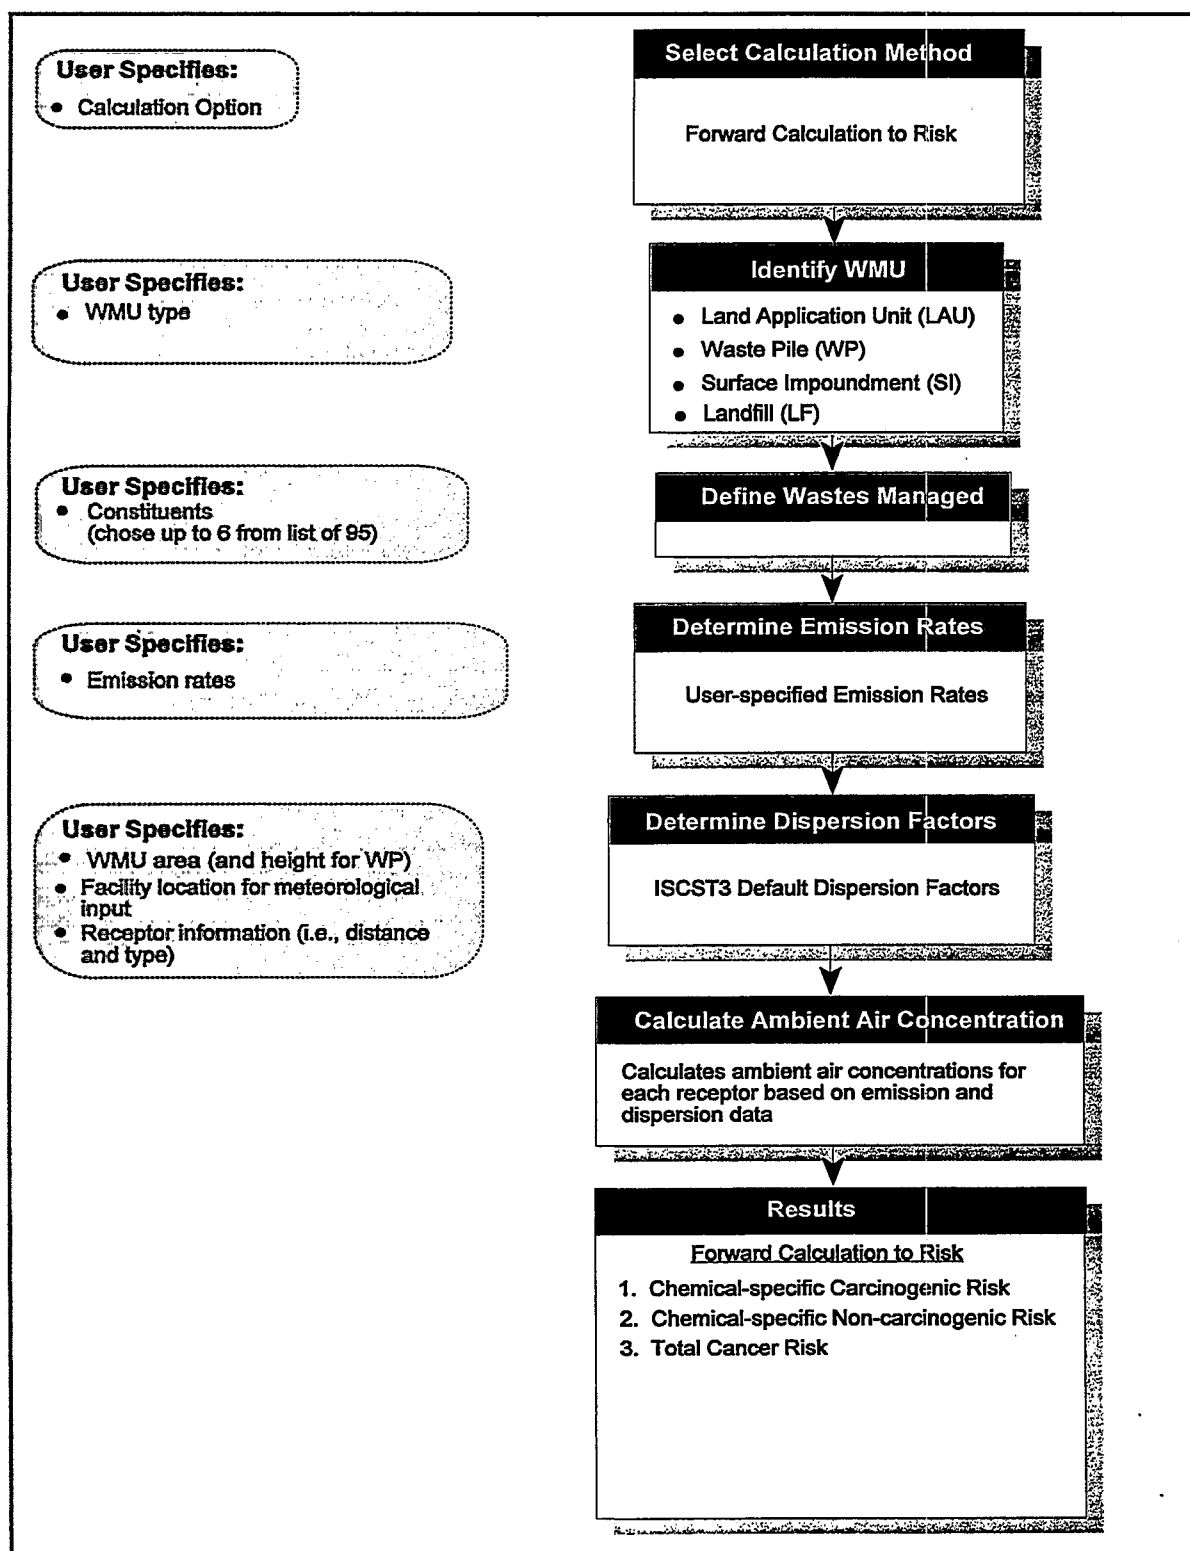 User Specifies:
• Calculation Option
Select Calculation Method
Forward Calculation to Risk
User Specifies:
• WMU type
Identify WMU
• Land Application Unit (LAU)
• Waste Pile (WP)
• Surface Impoundment (SI)
• Landfill (LF)
User Specifies:
• Constituents
(chose up to 6 from list of 95)
Define Wastes Managed
User Specifies:
• Emission rates
Determine Emission Rates
User-specified Emission Rates
User Specifies:
• WMU area (and height for WP)
• Facility location for meteorological
input
• Receptor information (i.e., distance
and type)
Determine Dispersion Factors
ISCST3 Default Dispersion Factors
Calculate Ambient Air Concentration
Calculates ambient air concentrations for
each receptor based on emission and
dispersion data
Results
Forward Calculation to Risk
1. Chemical-specific Carcinogenic Risk
2. Chemical-specific Non-carcinogenic Risk
3. Total Cancer Risk